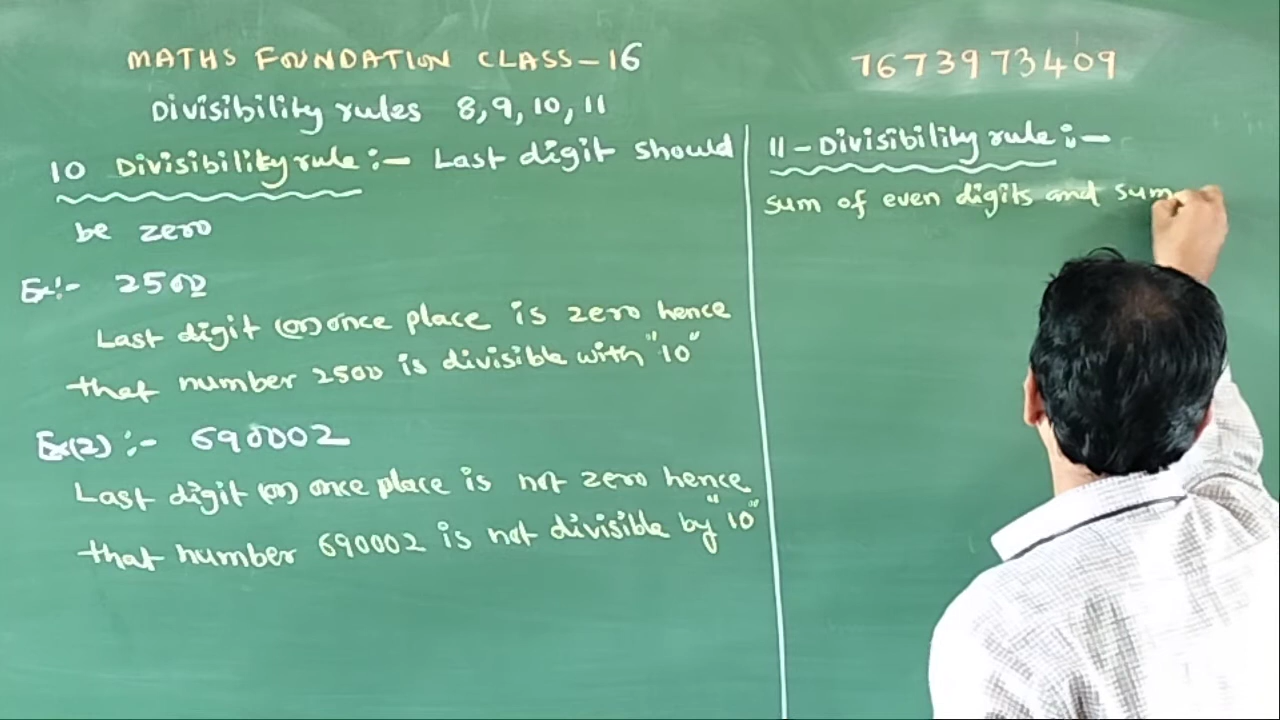 MATHS FOUNDATION CLASS-16
7673973409
Divisibility rules 8,9,10,11
10 Divisibility rule:- Last digit should
be zero
Ex:- 2500
Last digit (or) once place is zero hence
that number 2500 is divisible with "10"
Ex(2):- 690002
Last digit (or) once place is not zero hence
that number 690002 is not divisible by "10"
11-Divisibility rule:-
sum of even digits and sum